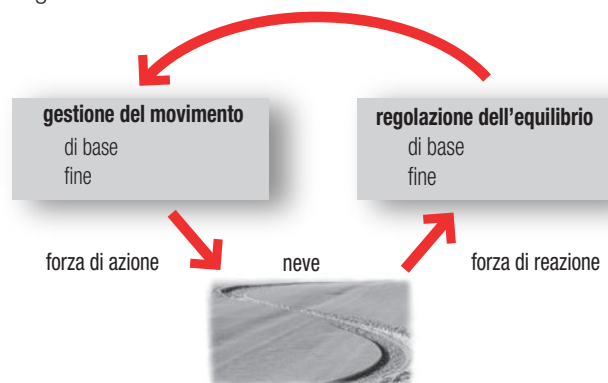 gestione del movimento
di base
fine
regolazione dell'equilibrio
di base
fine
forza di azione
neve
forza di reazione